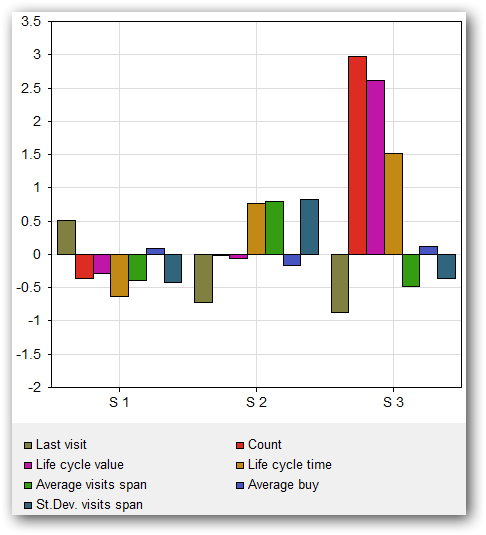 3.5
3
2.5
2
1.5
1
0.5
0
-0.5
-1
-1.5
-2
S 1 S 2 S 3
Last visit Count
Life cycle value Life cycle time
Average visits span Average buy
St.Dev. visits span